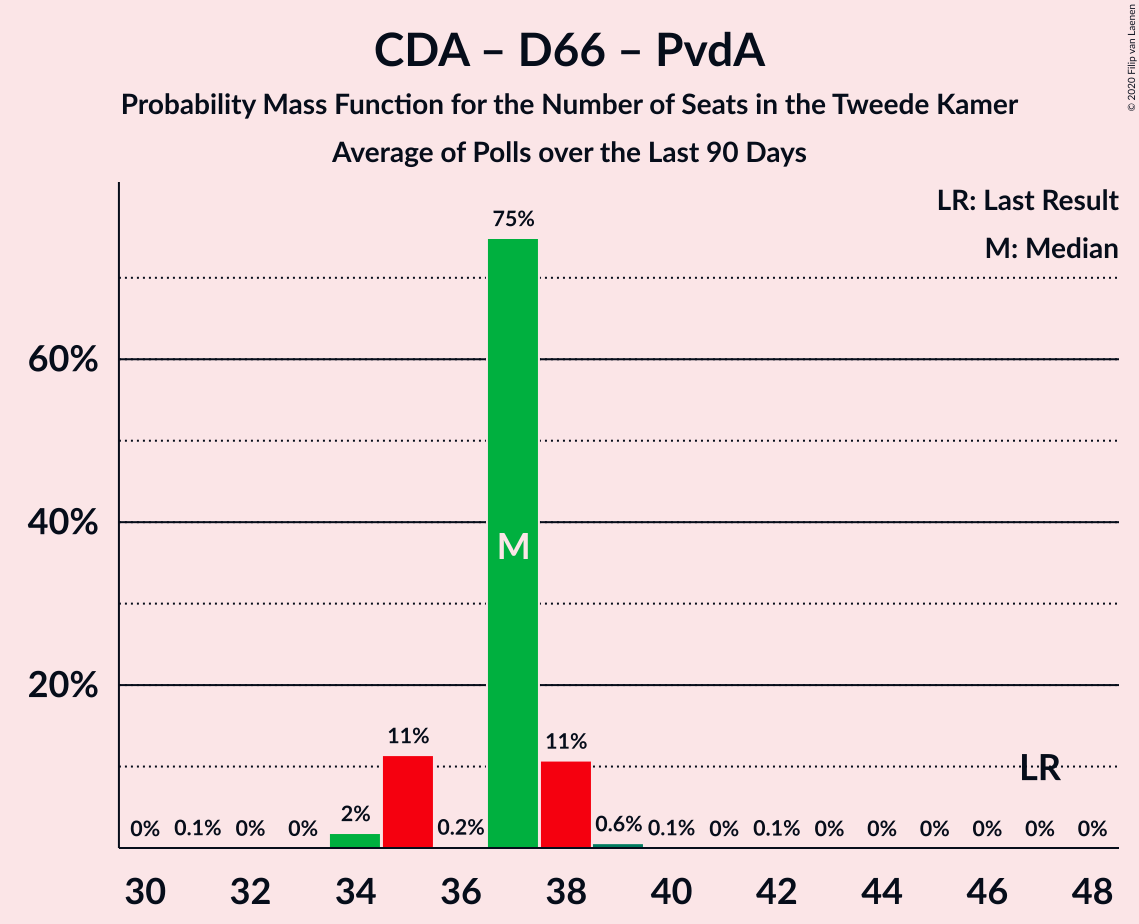 CDA – D66 – PvdA
Probability Mass Function for the Number of Seats in the Tweede Kamer
Average of Polls over the Last 90 Days
© 2020 Filip van Laenen
LR: Last Result
M: Median
75%
60%
40%
M
20%
11%
11%
LR
2%
0%
0.1%
0%
0%
0.2%
0.6%
0.1%
0%
0.1%
0%
0%
0%
0%
0%
0%
30 32 34 36 38 40 42 44 46 48